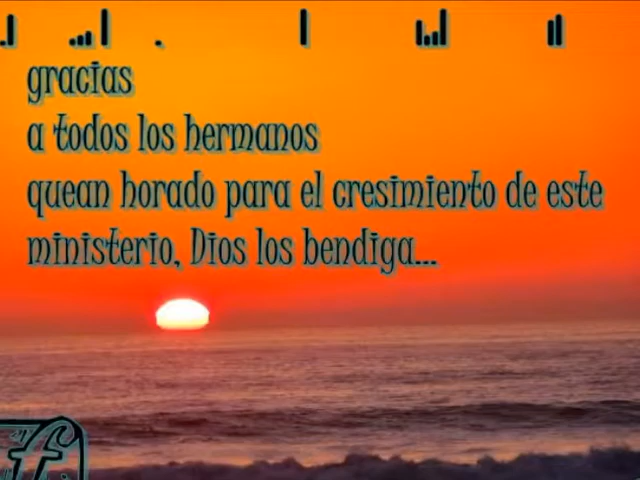 gracias
a todos los hermanos
quean horado para el cresimiento de este
ministerio, Dios los bendiga...